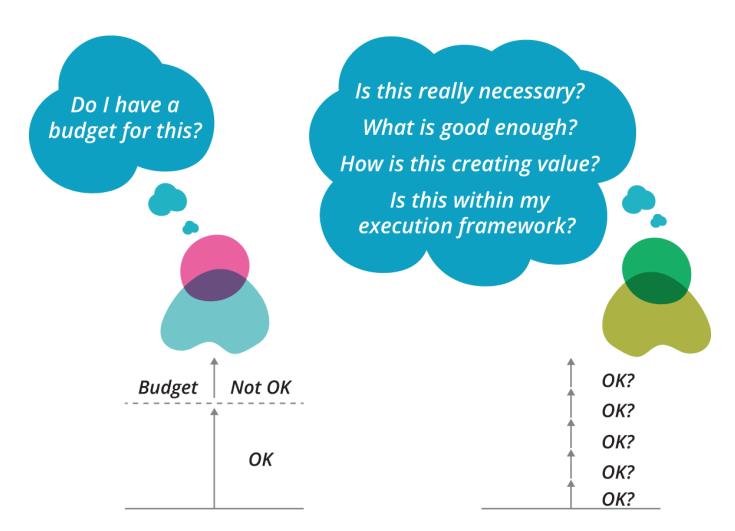 Do I have a
budget for this?
Is this really necessary?
What is good enough?
How is this creating value?
Is this within my
execution framework?
Budget Not OK
OK
OK?
OK?
OK?
OK?
OK?